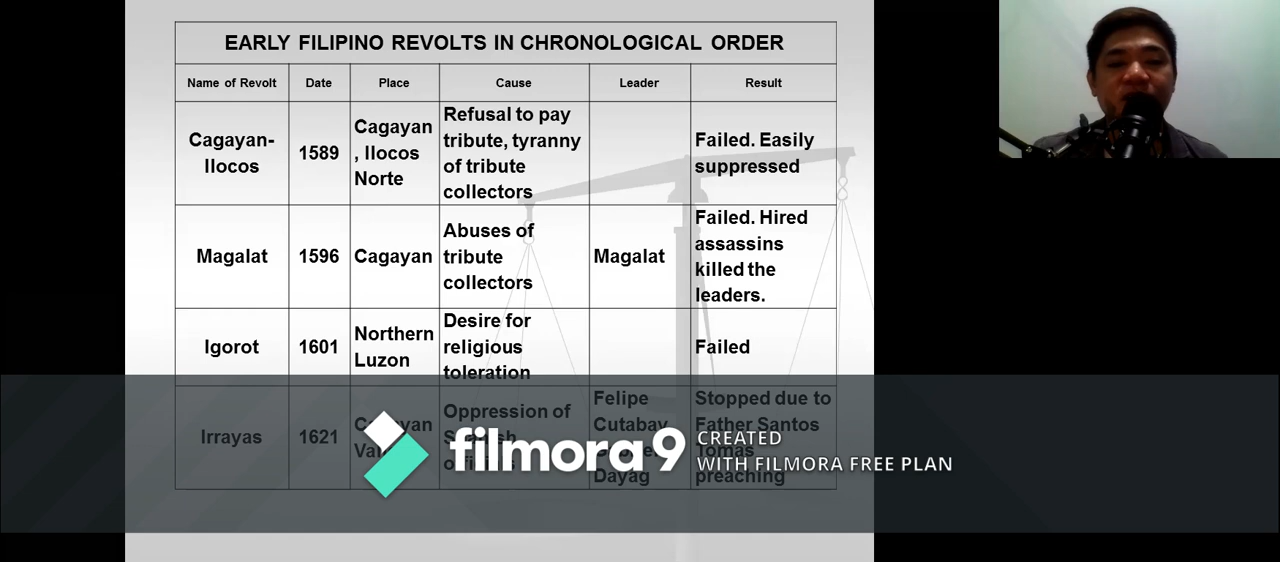 EARLY FILIPINO REVOLTS IN CHRONOLOGICAL ORDER
Name of Revolt Date Place Cause Leader Result
Cagayan-
Ilocos
1589
Cagayan
, Ilocos
Norte
Refusal to pay
tribute, tyranny
of tribute
collectors
Failed. Easily
suppressed
Magalat
1596
Cagayan
Abuses of
tribute
collectors
Magalat
Failed. Hired
assassins
killed the
leaders.
Igorot
1601
Northern
Luzon
Desire for
religious
toleration
Failed
Irrayas
1621
Oppression of
Felipe
Cutabay
Dayag
Stopped due to
Father Santos
Tomas
preaching
filmora9
CREATED
WITH FILMORA FREE PLAN